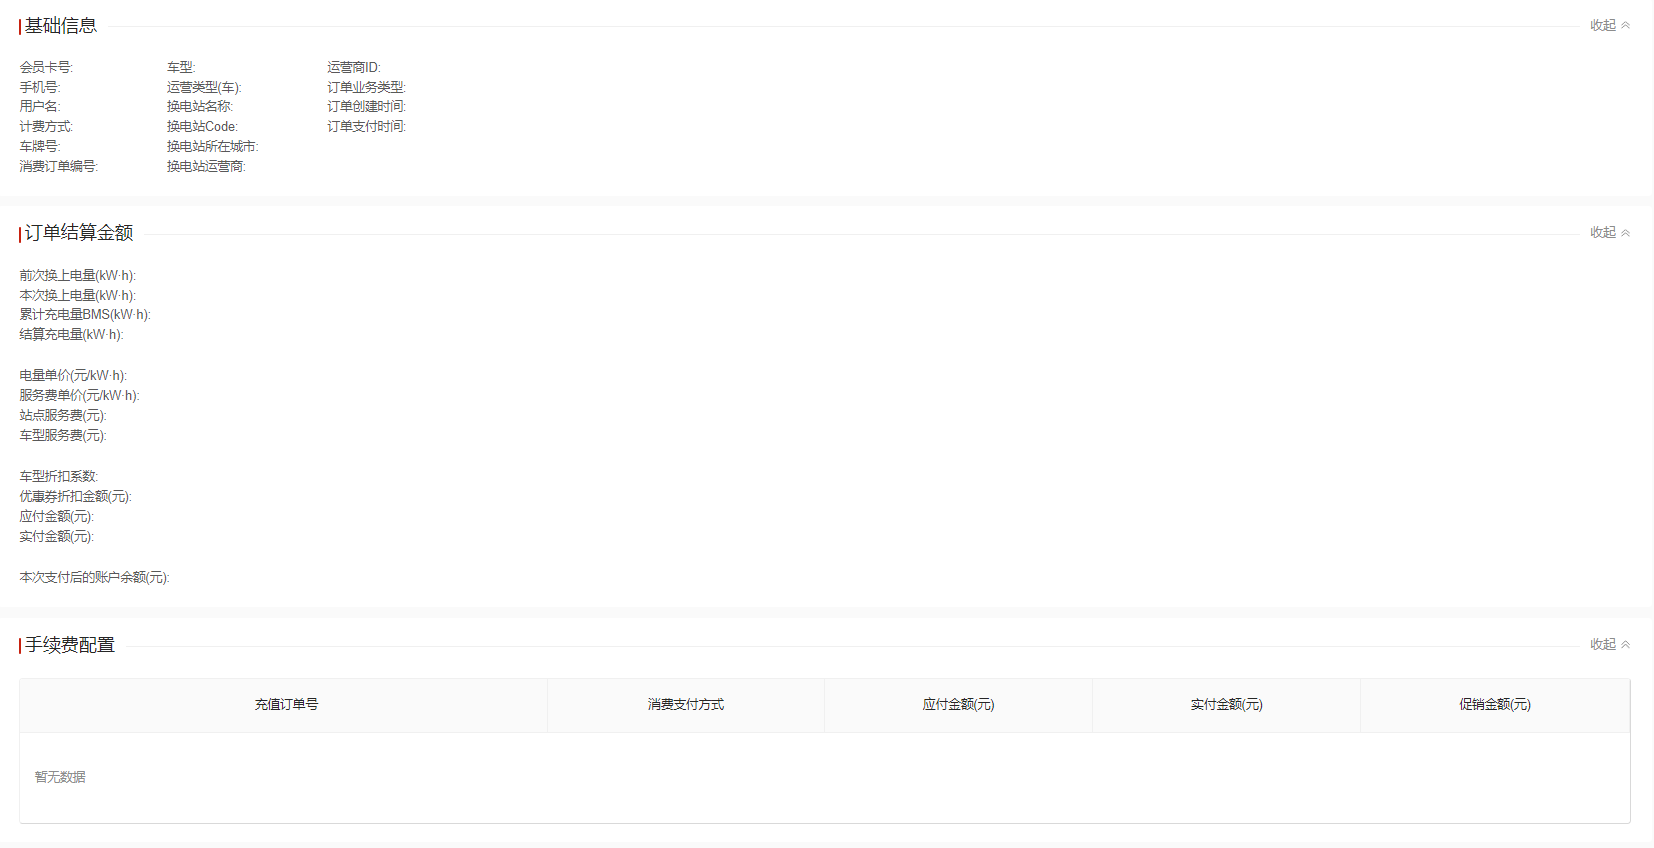 基础信息
收起
会员卡号: 车型: 运营商ID:
手机号: 运营类型(车): 订单业务类型:
用户名: 换电站名称: 订单创建时间:
计费方式: 换电站Code: 订单支付时间:
车牌号: 换电站所在城市:
消费订单编号: 换电站运营商:
订单结算金额
收起
前次换上电量(kW·h):
本次换上电量(kW·h):
累计充电量BMS(kW·h):
结算充电量(kW·h):
电量单价(元/kW·h):
服务费单价(元/kW·h):
站点服务费(元):
车型服务费(元):
车型折扣系数:
优惠券折扣金额(元):
应付金额(元):
实付金额(元):
本次支付后的账户余额(元):
手续费配置
收起
充值订单号 消费支付方式 应付金额(元) 实付金额(元) 促销金额(元)
暂无数据